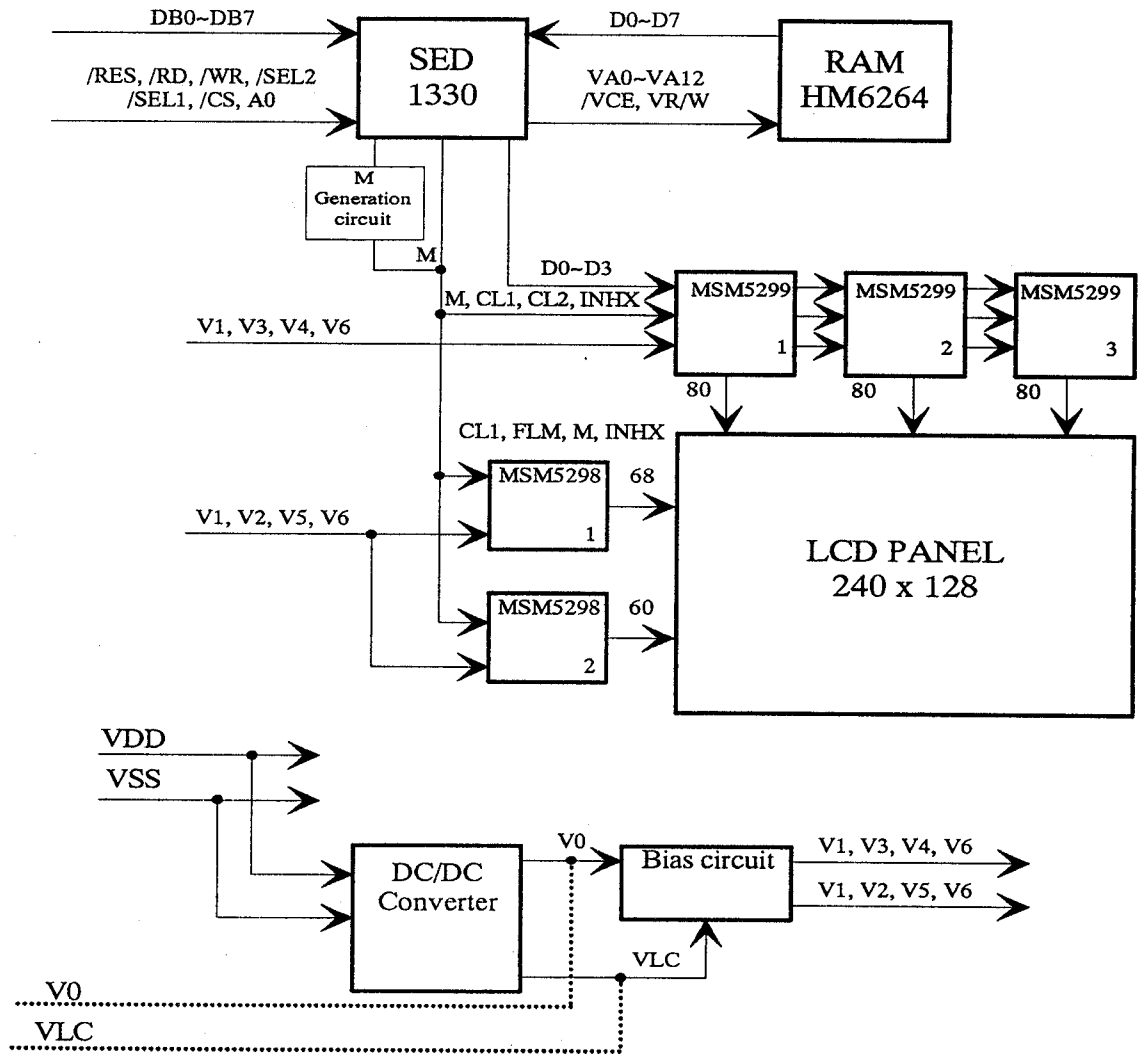 DB0~DB7
SED
1330
D0~D7
RAM
HM6264
/RES, /RD, /WR, /SEL2
/SEL1, /CS, A0
VA0~VA12
/VCE, VR/W
M
Generation
circuit
M
D0~D3
M, CL1, CL2, INHX
V1, V3, V4, V6
MSM5299
1
MSM5299
2
MSM5299
3
80
80
80
CL1, FLM, M, INHX
MSM5298
1
68
V1, V2, V5, V6
LCD PANEL
240 x 128
MSM5298
2
60
VDD
VSS
DC/DC
Converter
V0
Bias circuit
V1, V3, V4, V6
V1, V2, V5, V6
VLC
V0
VLC